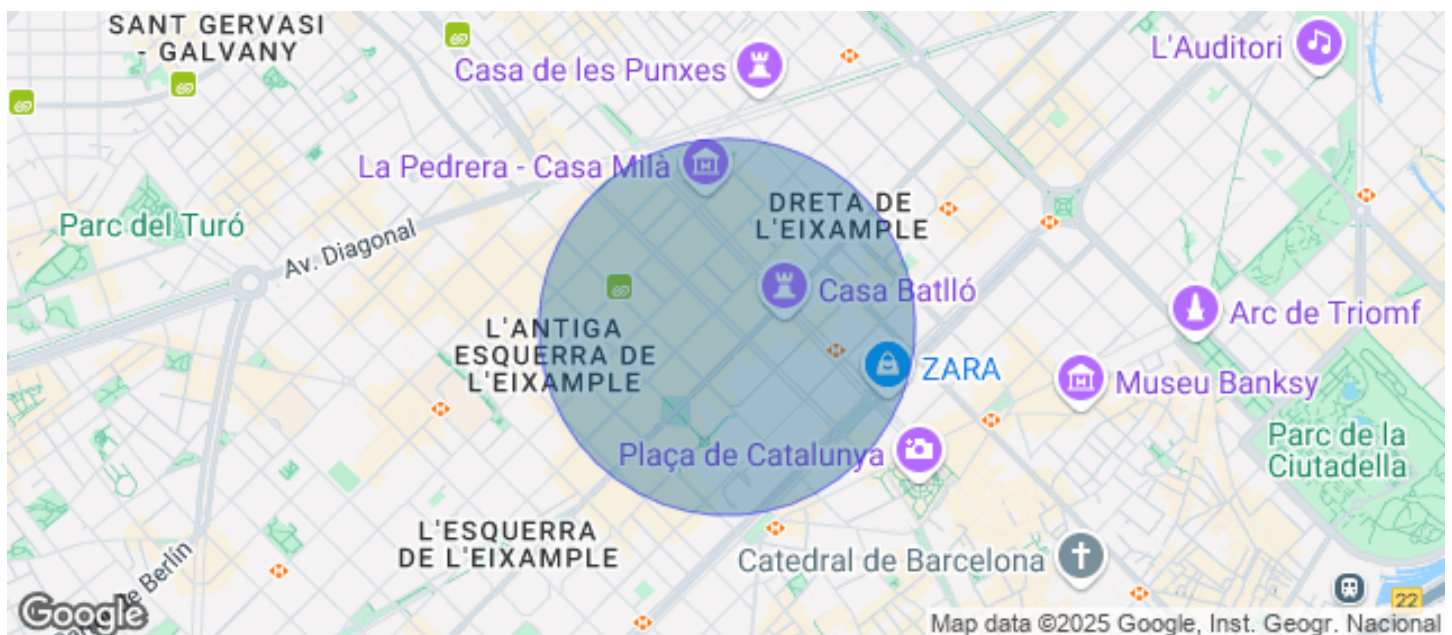 SANT GERVASI
- GALVANY
L'Auditori
Casa de les Punxes
La Pedrera - Casa Milà
DRETA DE
L'EIXAMPLE
Parc del Turó
Av. Diagonal
Casa Batlló
Arc de Triomf
L'ANTIGA
ESQUERRA DE
L'EIXAMPLE
ZARA
Museu Banksy
Plaça de Catalunya
Parc de la
Ciutadella
L'ESQUERRA
DE L'EIXAMPLE
Catedral de Barcelona
de Berlín
22
Google
Map data ©2025 Google, Inst. Geogr. Nacional